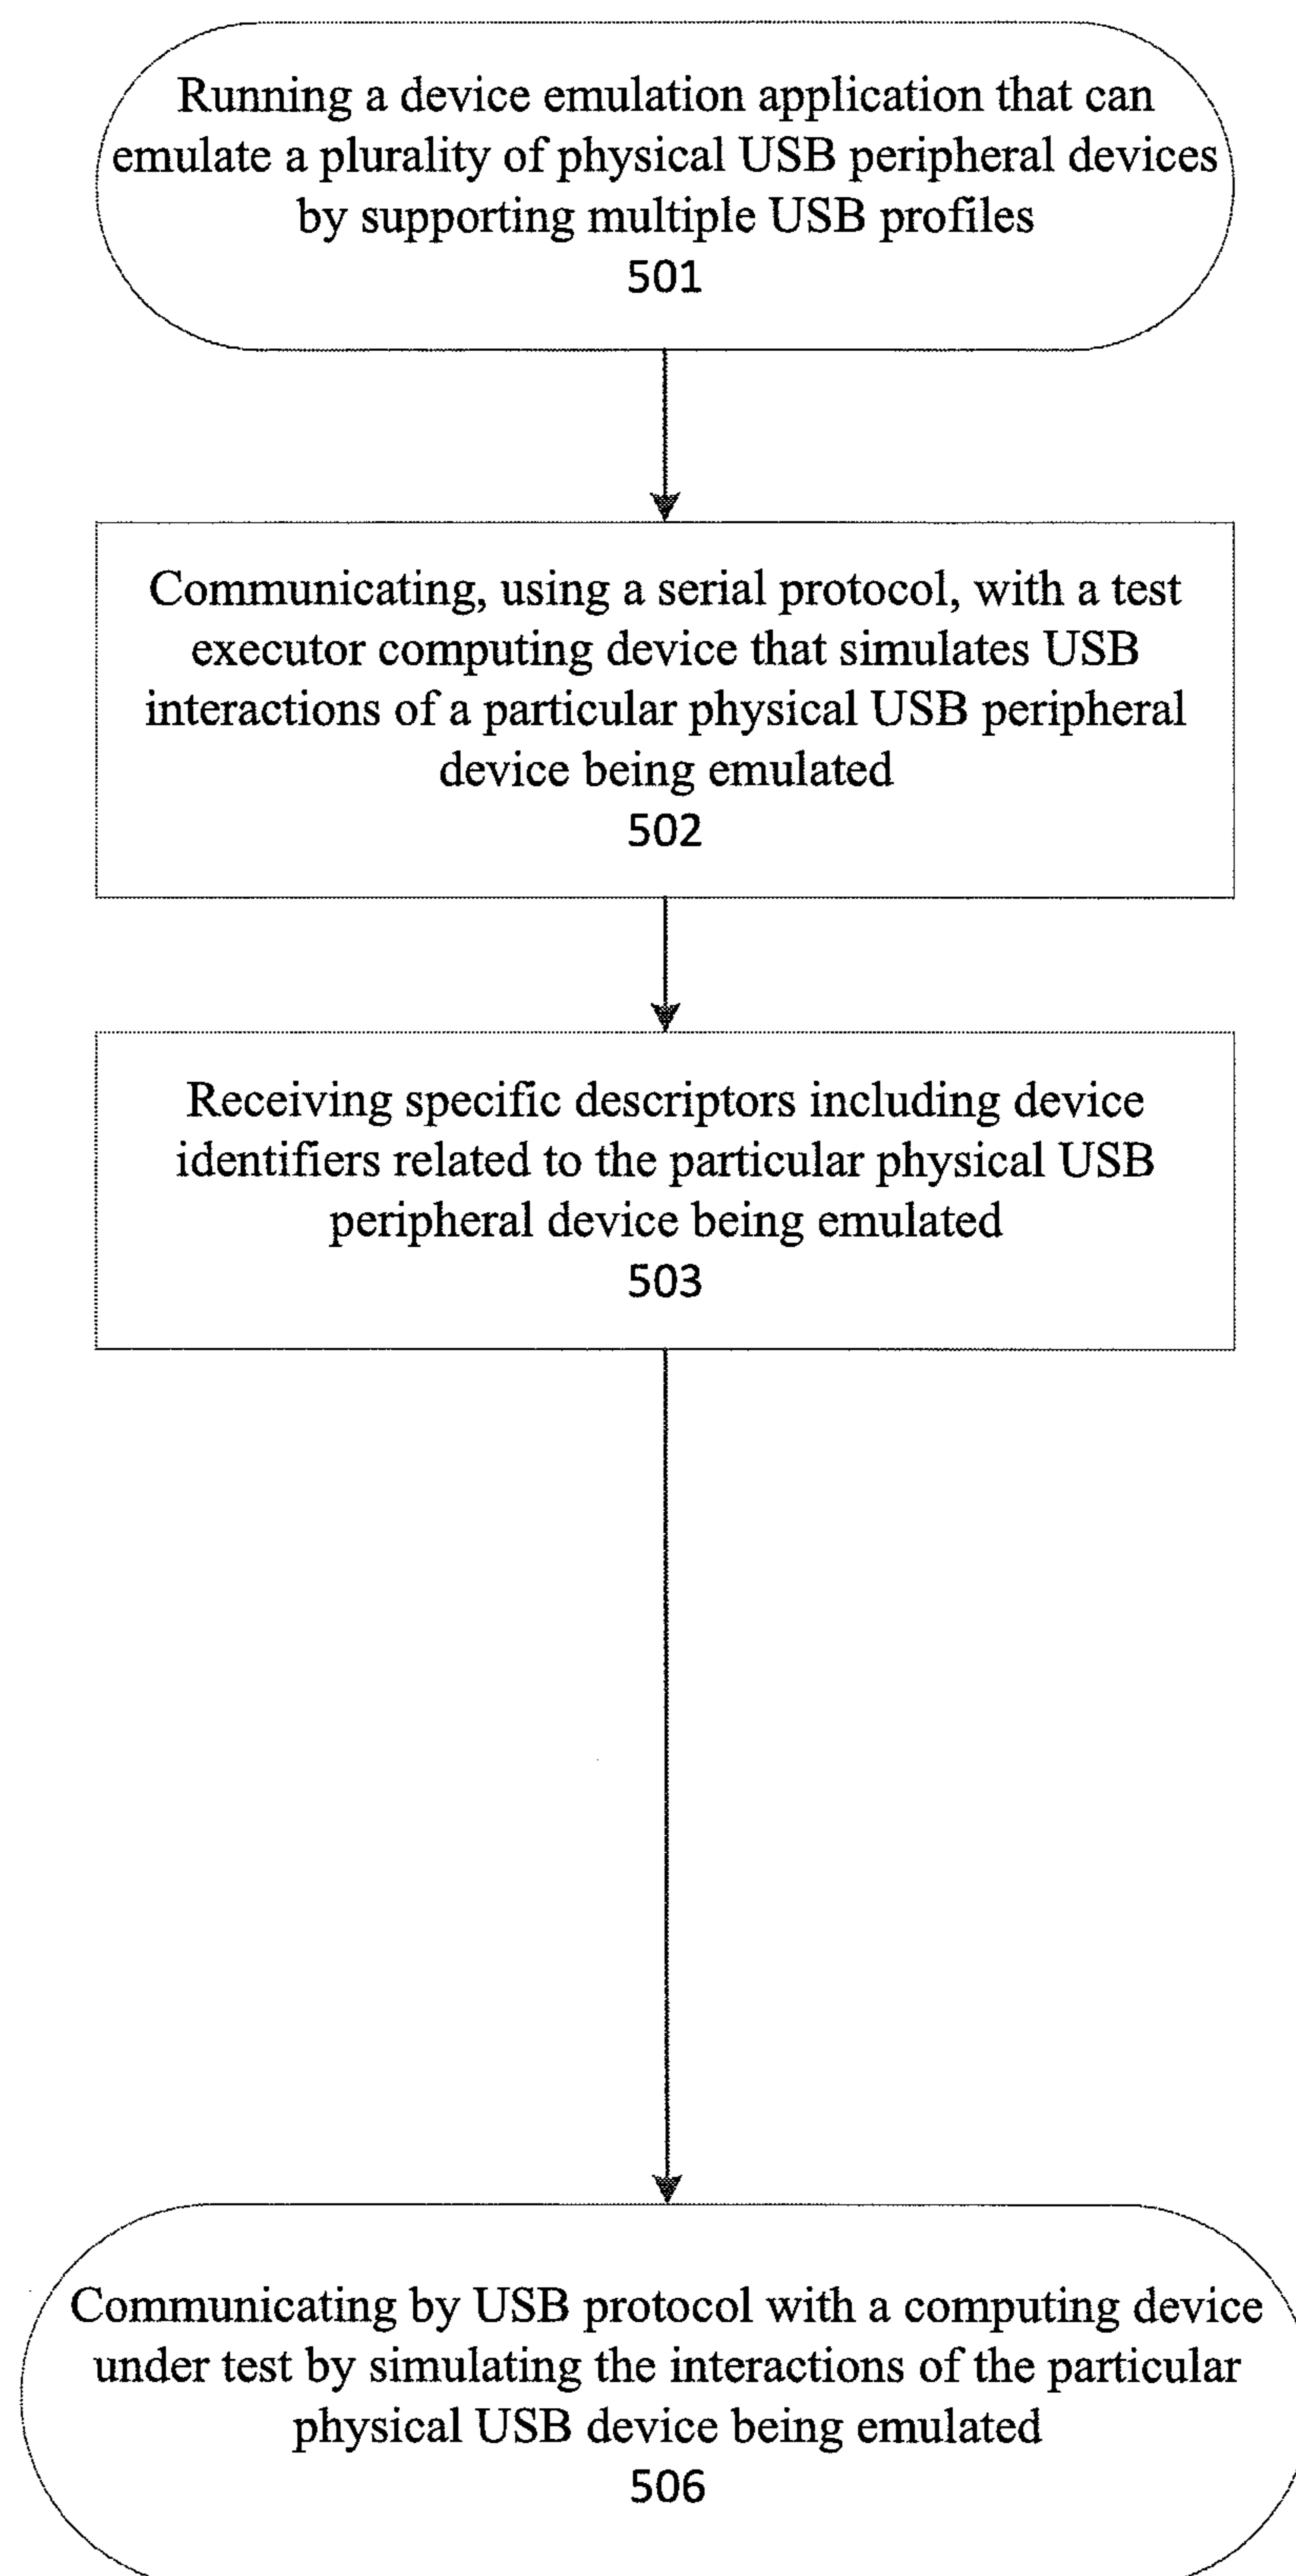 Running a device emulation application that can
emulate a plurality of physical USB peripheral devices
by supporting multiple USB profiles
501
Communicating, using a serial protocol, with a test
executor computing device that simulates USB
interactions of a particular physical USB peripheral
device being emulated
502
Receiving specific descriptors including device
identifiers related to the particular physical USB
peripheral device being emulated
503
Communicating by USB protocol with a computing device
under test by simulating the interactions of the particular
physical USB device being emulated
506